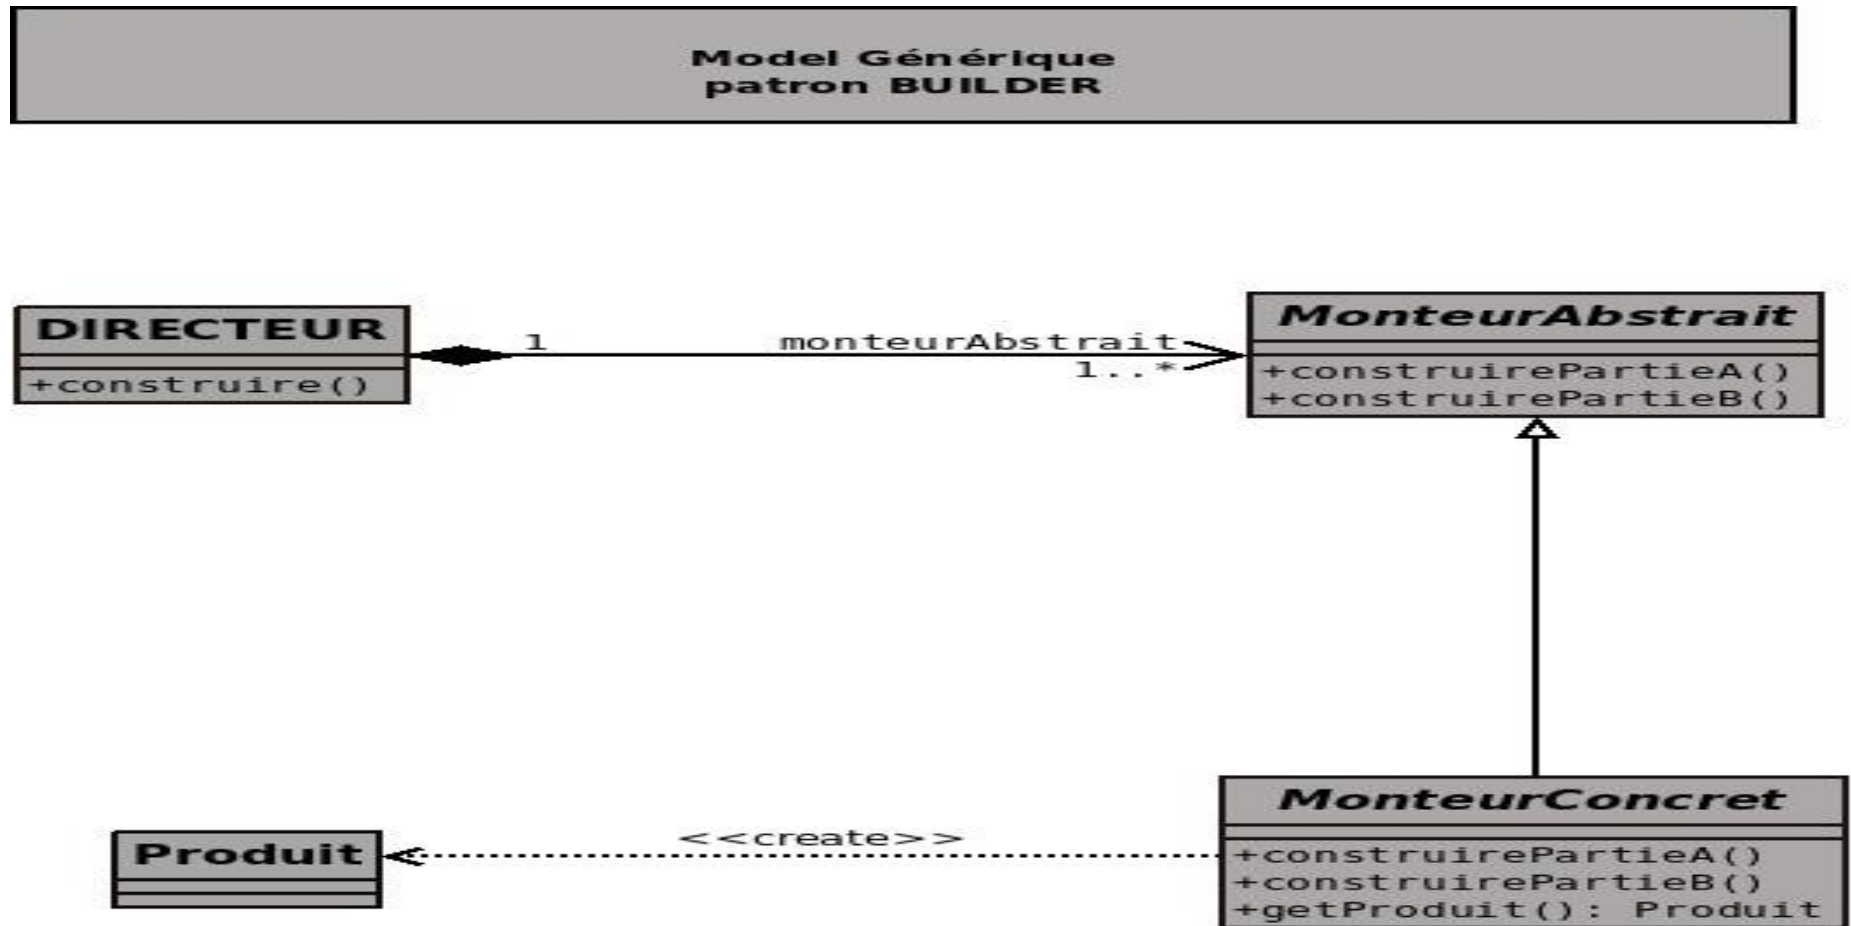 Model Générique
patron BUILDER
DIRECTEUR
+construire()
1
monteurAbstrait
1..*
MonteurAbstrait
+construirePartieA()
+construirePartieB()
Produit
<<create>>
MonteurConcret
+construirePartieA()
+construirePartieB()
+getProduit(): Produit